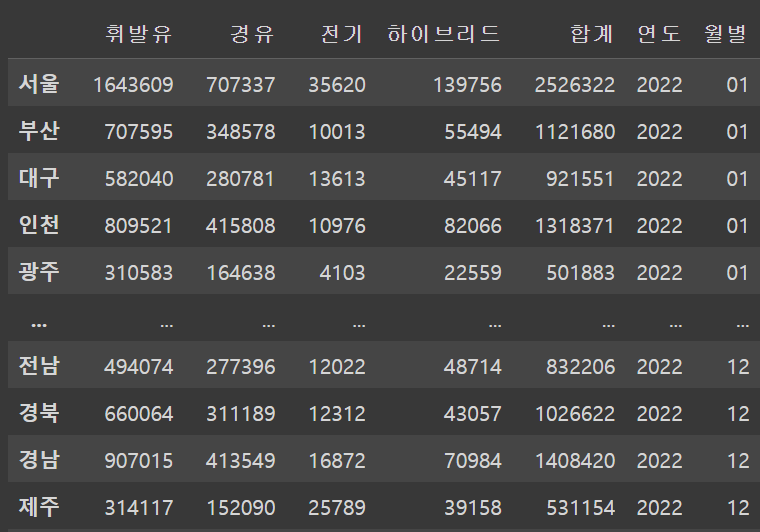 휘발유 경유 전기 하이브리드 합계 연도 월별
서울 1643609 707337 35620 139756 2526322 2022 01
부산 707595 348578 10013 55494 1121680 2022 01
대구 582040 280781 13613 45117 921551 2022 01
인천 809521 415808 10976 82066 1318371 2022 01
광주 310583 164638 4103 22559 501883 2022 01
... ... ... ... ... ... ... ...
전남 494074 277396 12022 48714 832206 2022 12
경북 660064 311189 12312 43057 1026622 2022 12
경남 907015 413549 16872 70984 1408420 2022 12
제주 314117 152090 25789 39158 531154 2022 12